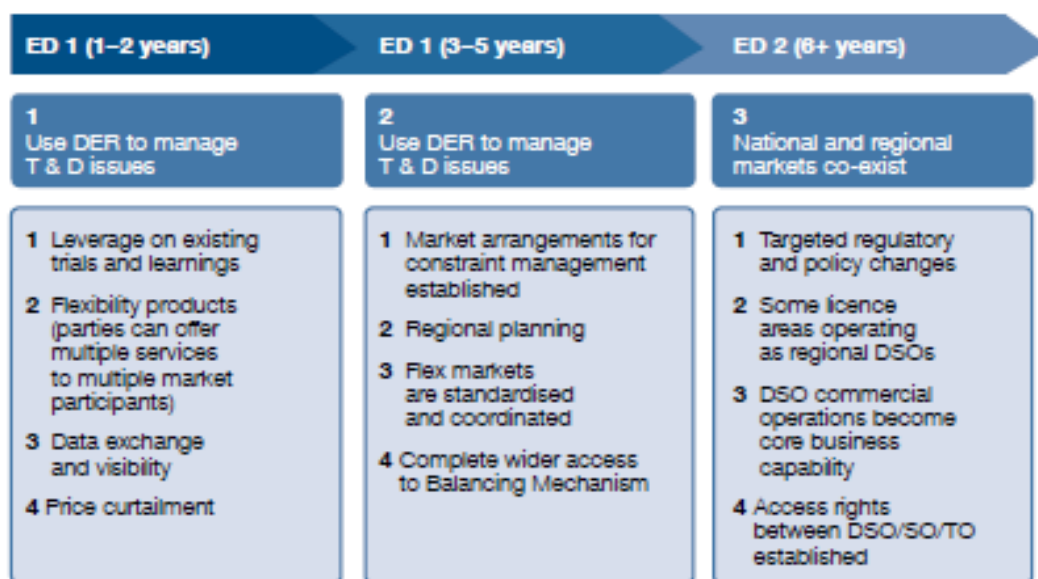 ED 1 (1–2 years)
ED 1 (3–5 years)
ED 2 (6+ years)
1
Use DER to manage
T & D issues
2
Use DER to manage
T & D issues
3
National and regional
markets co-exist
1 Leverage on existing
trials and learnings
2 Flexibility products
(parties can offer
multiple services
to multiple market
participants)
3 Data exchange
and visibility
4 Price curtailment
1 Market arrangements for
constraint management
established
2 Regional planning
3 Flex markets
are standardised
and coordinated
4 Complete wider access
to Balancing Mechanism
1 Targeted regulatory
and policy changes
2 Some licence
areas operating
as regional DSOs
3 DSO commercial
operations become
core business
capability
4 Access rights
between DSO/SO/TO
established